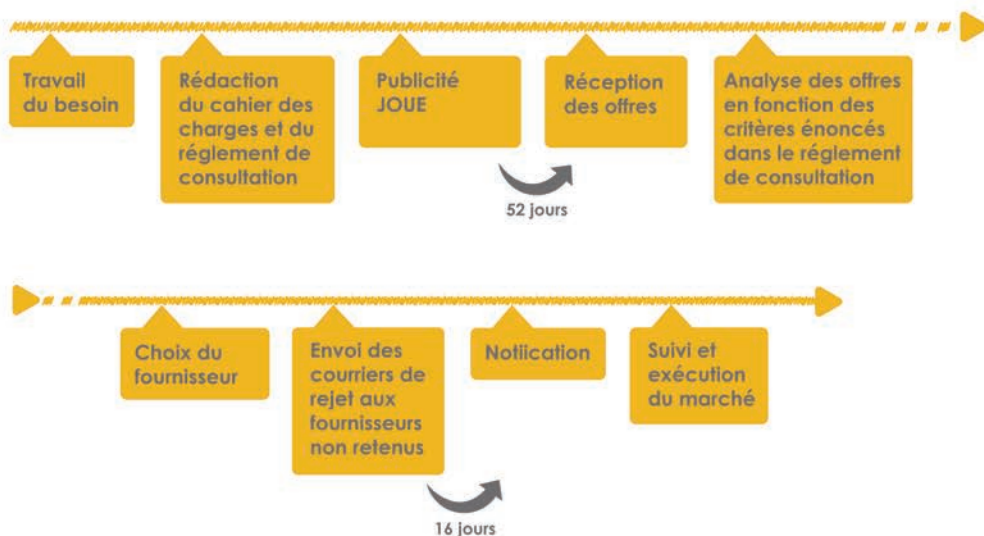 Travail
du besoin
Rédaction
du cahier des
charges et du
réglement de
consultation
Publicité
JOUE
Réception
des offres
Analyse des offres
en fonction des
critères énoncés
dans le réglement
de consultation
52 jours
Choix du
fournisseur
Envoi des
courriers de
rejet aux
fournisseurs
non retenus
Notiication
Suivi et
exécution
du marché
16 jours